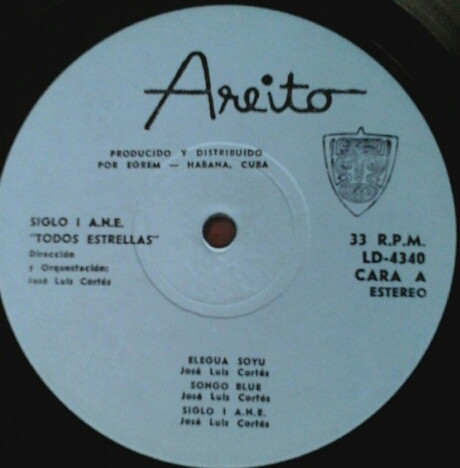 Areito
PRODUCIDO Y DISTRIBUIDO
POR EGREM — HABANA, CUBA
SIGLO I A.N.E.
"TODOS ESTRELLAS"
Dirección
y Orquestación:
José Luis Cortés
33 R.P.M.
LD-4340
CARA A
ESTEREO
ELEGUA SOYU
José Luis Cortés
SONGO BLUE
José Luis Cortés
SIGLO I A.N.E.
José Luis Cortés